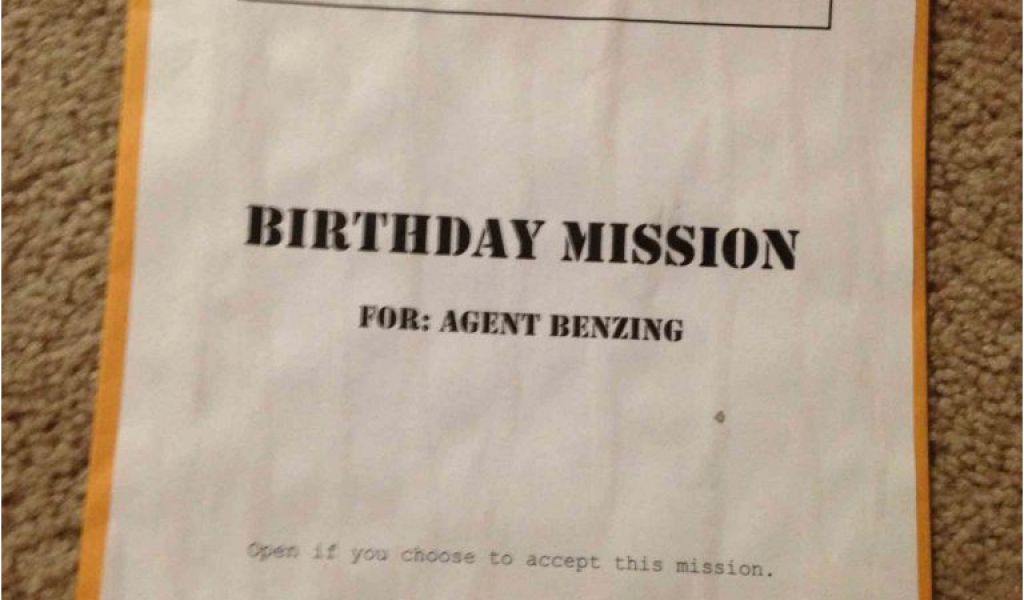 BIRTHDAY MISSION
FOR: AGENT BENZING
Open if you choose to accept this mission.